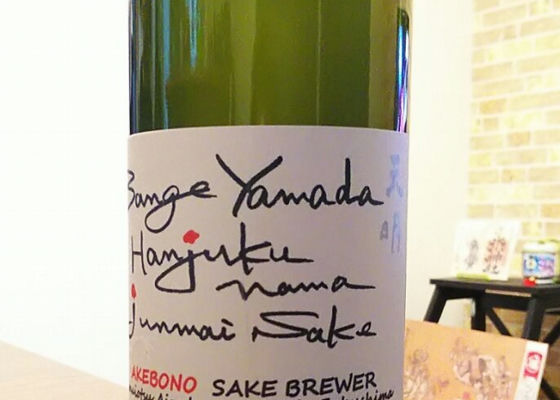 Bange Yamada
Hanjuku
nama
junmai Sake
天明
AKEBONO SAKE BREWER